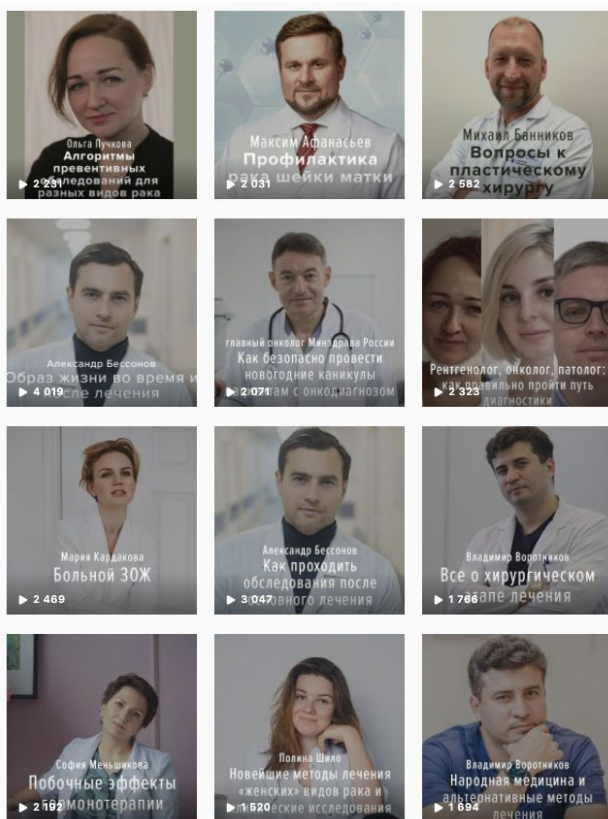 Ольга Пучкова
Алгоритмы
превентивных
обследований для
разных видов рака
2 231
Максим Афанасьев
Профилактика
рака шейки матки
2 031
Михаил Банников
Вопросы к
пластическому
хирургу
2 582
Александр Бессонов
Образ жизни во время и
после лечения
4 019
главный онколог Минздрава России
Как безопасно провести
новогодние каникулы
пациентам с онкодиагнозом
2 071
Рентгенолог, онколог, патолог:
как правильно пройти путь
диагностики
2 323
Мария Кардакова
Больной ЗОЖ
2 469
Александр Бессонов
Как проходить
обследования после
основного лечения
3 047
Владимир Воротников
Все о хирургическом
этапе лечения
1 766
София Меньшикова
Побочные эффекты
гормонотерапии
2 192
Полина Шило
Новейшие методы лечения
«женских» видов рака и
клинические исследования
1 520
Владимир Воротников
Народная медицина и
альтернативные методы
лечения
1 694